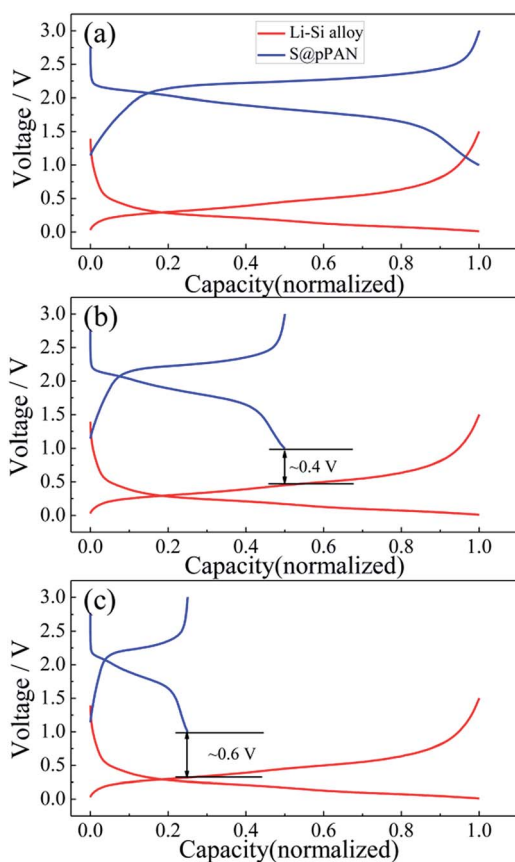 (a)
Li-Si alloy
S@pPAN
3.0
2.5
2.0
1.5
1.0
0.5
0.0
Voltage / V
0.0 0.2 0.4 0.6 0.8 1.0
Capacity(normalized)
(b)
3.0
2.5
2.0
1.5
1.0
0.5
0.0
Voltage / V
~0.4 V
0.0 0.2 0.4 0.6 0.8 1.0
Capacity(normalized)
(c)
3.0
2.5
2.0
1.5
1.0
0.5
0.0
Voltage / V
~0.6 V
0.0 0.2 0.4 0.6 0.8 1.0
Capacity(normalized)